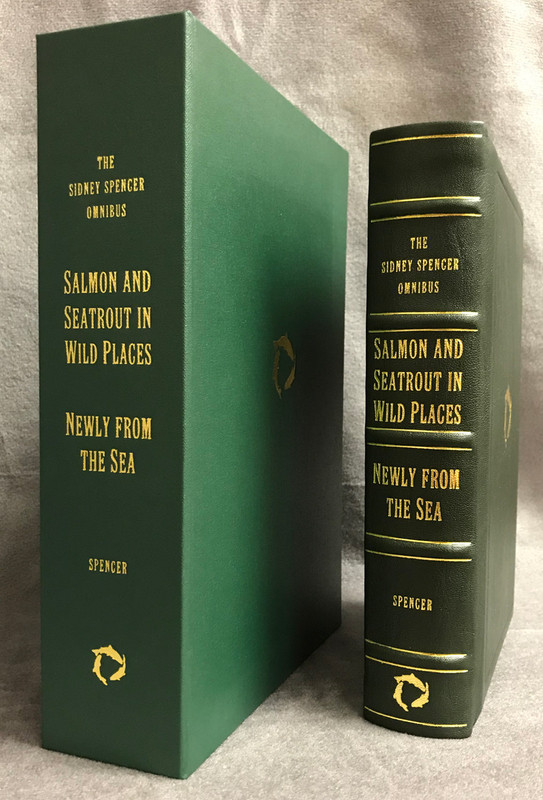 THE
SIDNEY SPENCER
OMNIBUS
SALMON AND
SEATROUT IN
WILD PLACES
NEWLY FROM
THE SEA
SPENCER
THE
SIDNEY SPENCER
OMNIBUS
SALMON AND
SEATROUT IN
WILD PLACES
NEWLY FROM
THE SEA
SPENCER